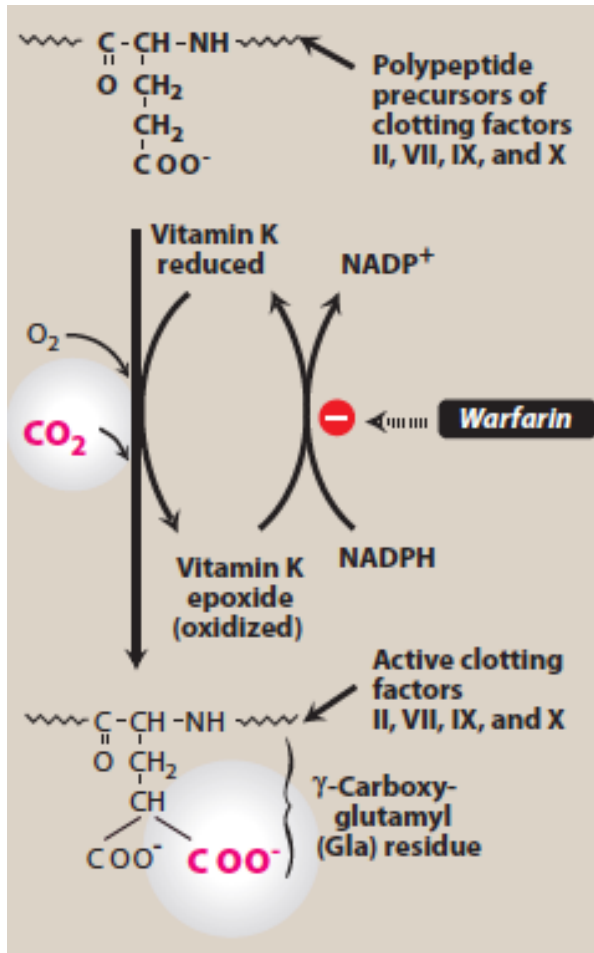 C-CH-NH
O CH₂
CH₂
COO⁻
Polypeptide
precursors of
clotting factors
II, VII, IX, and X
Vitamin K
reduced
NADP⁺
O₂
CO₂
Warfarin
Vitamin K
epoxide
(oxidized)
NADPH
Active clotting
factors
II, VII, IX, and X
C-CH-NH
O CH₂
CH
COO⁻ COO⁻
γ-Carboxy-
glutamyl
(Gla) residue